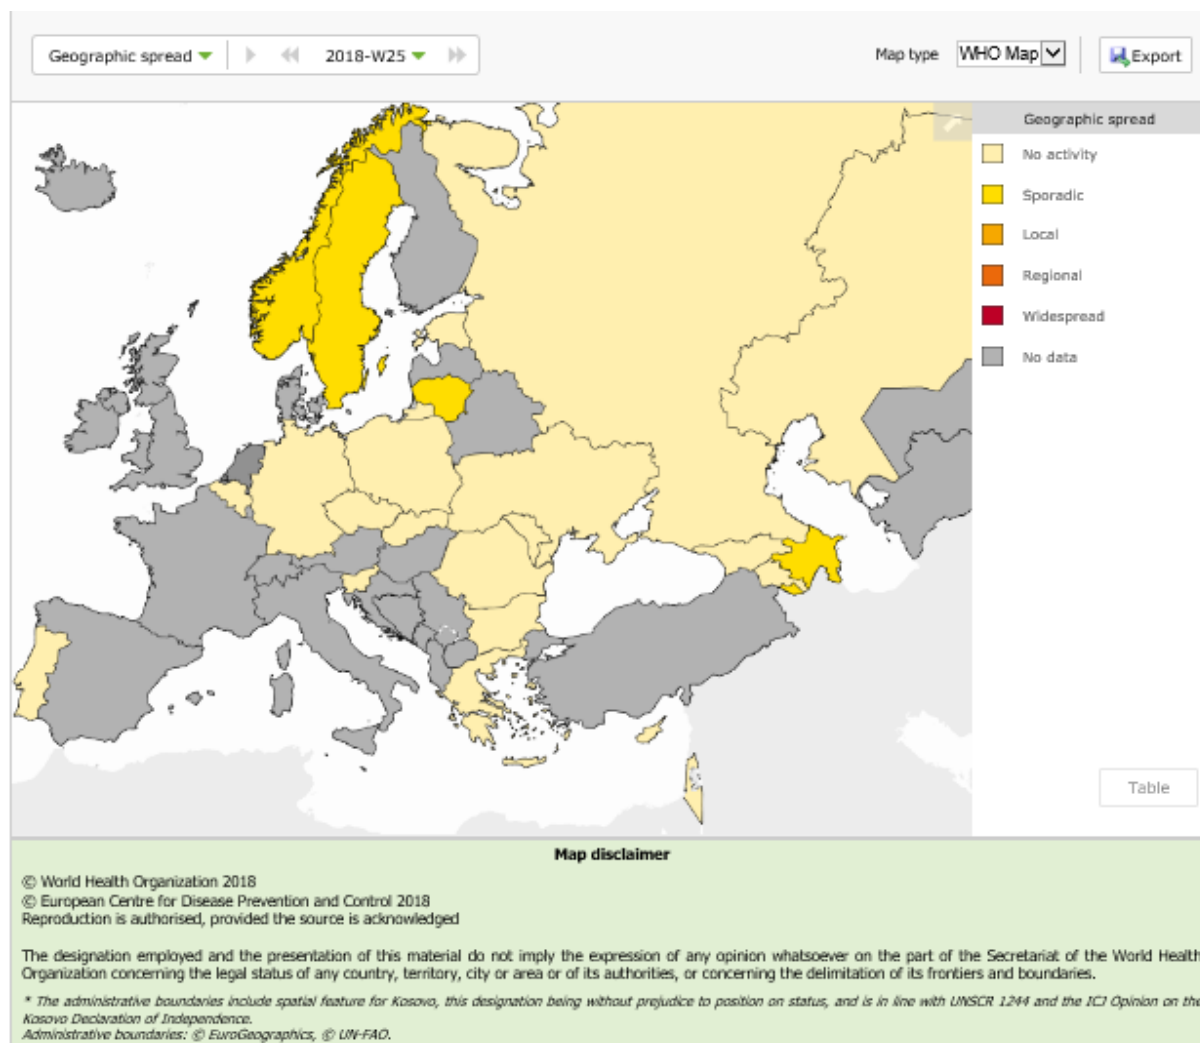 Geographic spread 2018-W25 Map type WHO Map Export
Geographic spread
No activity
Sporadic
Local
Regional
Widespread
No data
Table
Map disclaimer
© World Health Organization 2018
© European Centre for Disease Prevention and Control 2018
Reproduction is authorised, provided the source is acknowledged
The designation employed and the presentation of this material do not imply the expression of any opinion whatsoever on the part of the Secretariat of the World Health
Organization concerning the legal status of any country, territory, city or area or of its authorities, or concerning the delimitation of its frontiers and boundaries.
* The administrative boundaries include spatial feature for Kosovo, this designation being without prejudice to position on status, and is in line with UNSCR 1244 and the ICJ Opinion on the
Kosovo Declaration of Independence.
Administrative boundaries: © EuroGeographics, © UN-FAO.